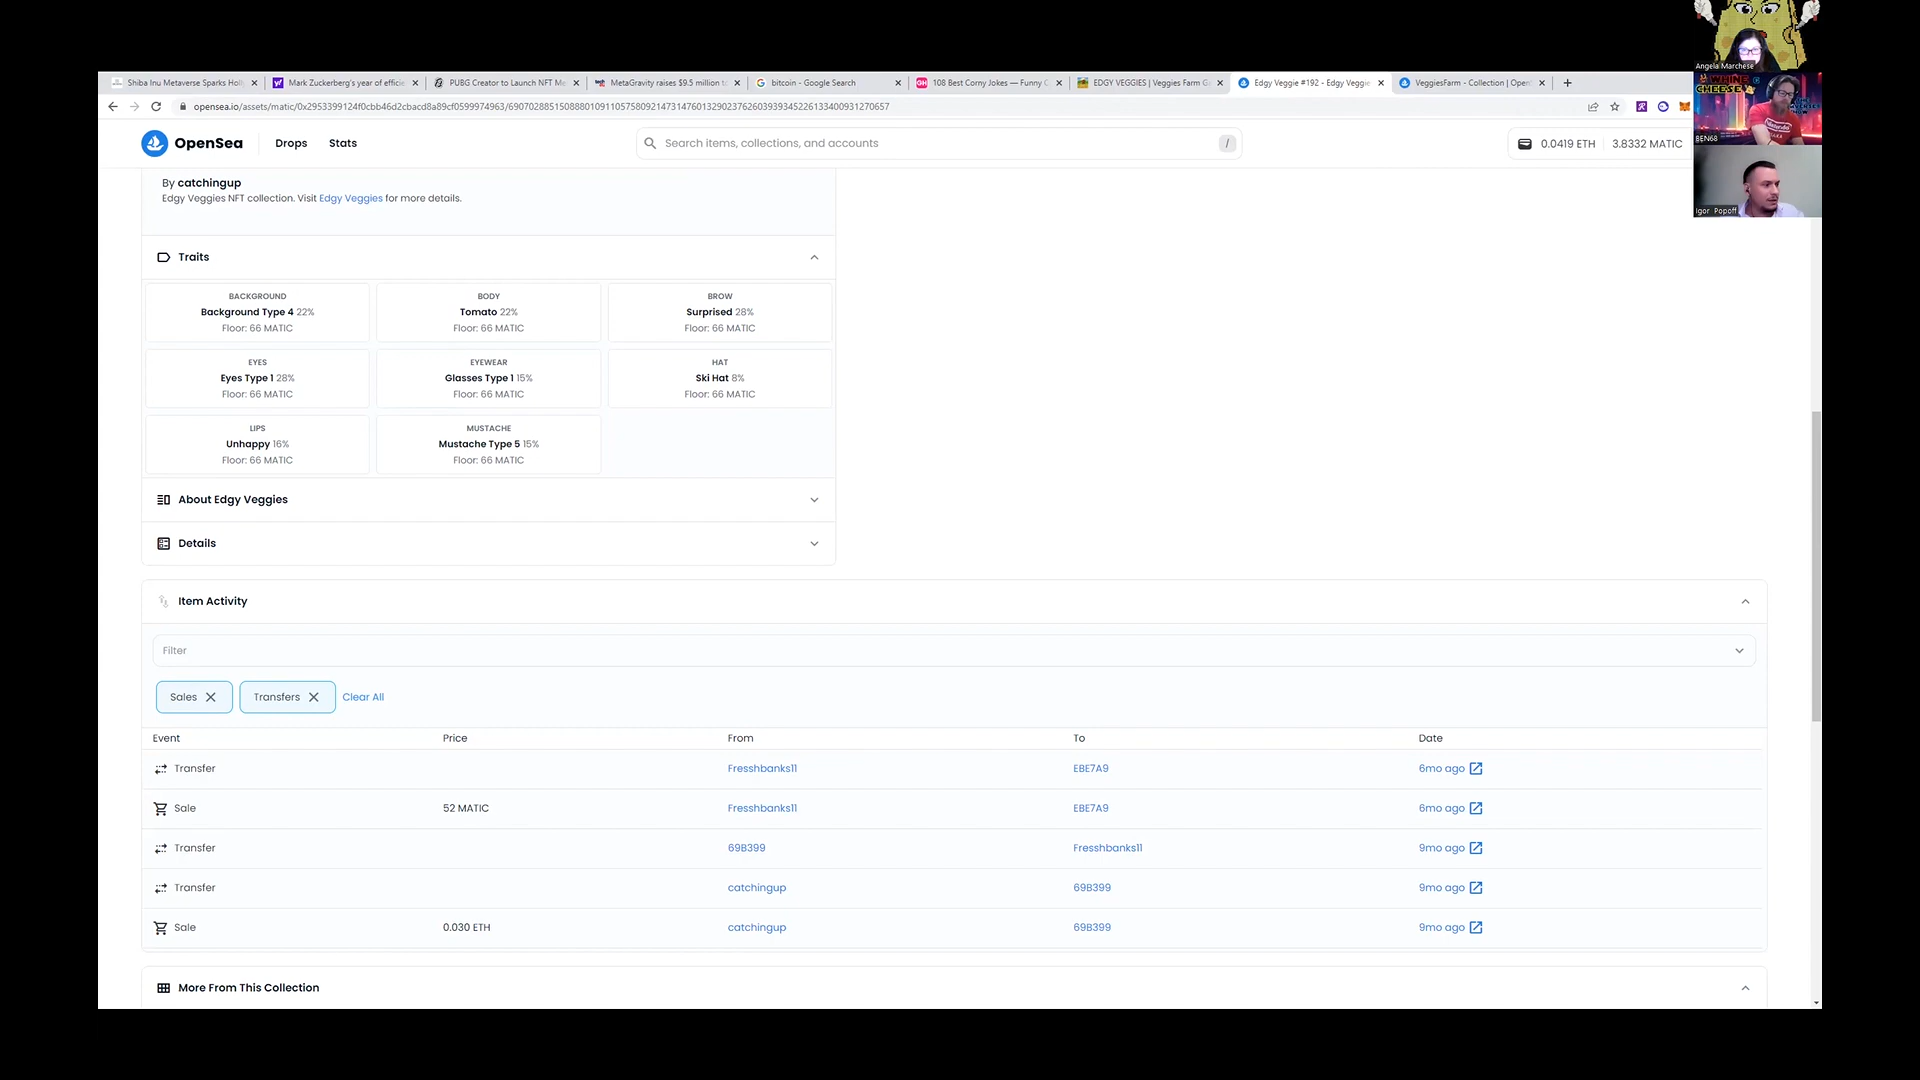 Shiba Inu Metaverse Sparks Holl
Mark Zuckerberg's year of efficie
PUBG Creator to Launch NFT Me
MetaGravity raises $9.5 million to
bitcoin - Google Search
108 Best Corny Jokes — Funny C
EDGY VEGGIES | Veggies Farm G
Edgy Veggie #192 - Edgy Veggie
VeggiesFarm - Collection | Open
opensea.io/assets/matic/0x2953399124f0cbb46d2cbacd8a89cf0599974963/69070288515088801091105758092147314760132902376260393934522613340093127065​7
OpenSea
Drops
Stats
Search items, collections, and accounts
/
0.0419 ETH
3.8332 MATIC
Angela Marchese
WHINE
CHEESE
BEN68
Igor Popoff
By catchingup
Edgy Veggies NFT collection. Visit Edgy Veggies for more details.
Traits
BACKGROUND
Background Type 4 22%
Floor: 66 MATIC
BODY
Tomato 22%
Floor: 66 MATIC
BROW
Surprised 28%
Floor: 66 MATIC
EYES
Eyes Type 1 28%
Floor: 66 MATIC
EYEWEAR
Glasses Type 1 15%
Floor: 66 MATIC
HAT
Ski Hat 8%
Floor: 66 MATIC
LIPS
Unhappy 16%
Floor: 66 MATIC
MUSTACHE
Mustache Type 5 15%
Floor: 66 MATIC
About Edgy Veggies
Details
Item Activity
Filter
Sales
Transfers
Clear All
Event Price From To Date
Transfer Fresshbanks11 EBE7A9 6mo ago
Sale 52 MATIC Fresshbanks11 EBE7A9 6mo ago
Transfer 69B399 Fresshbanks11 9mo ago
Transfer catchingup 69B399 9mo ago
Sale 0.030 ETH catchingup 69B399 9mo ago
More From This Collection